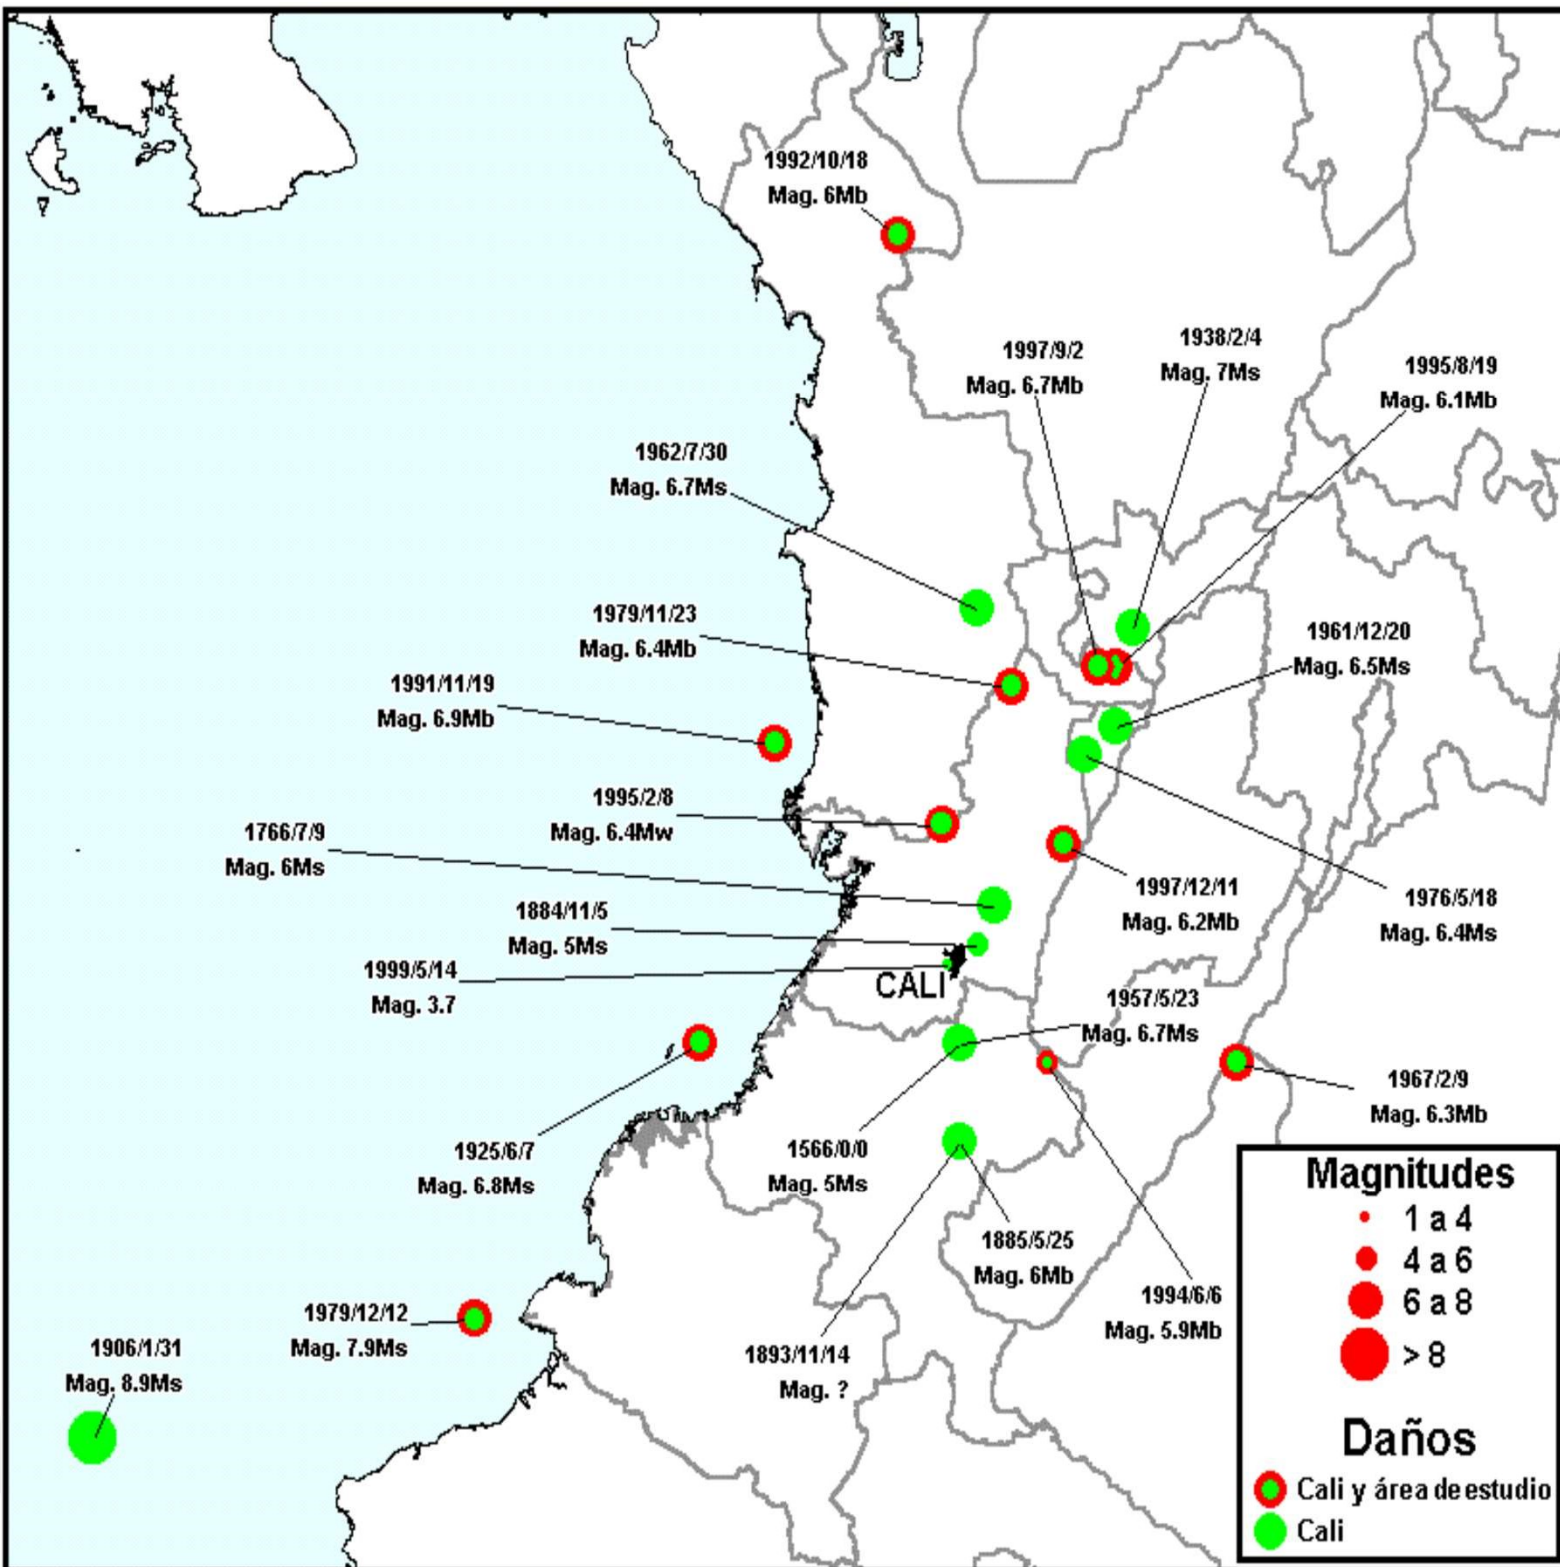 1992/10/18
Mag. 6Mb
1997/9/2
Mag. 6.7Mb
1938/2/4
Mag. 7Ms
1995/8/19
Mag. 6.1Mb
1962/7/30
Mag. 6.7Ms
1979/11/23
Mag. 6.4Mb
1961/12/20
Mag. 6.5Ms
1991/11/19
Mag. 6.9Mb
1995/2/8
Mag. 6.4Mw
1766/7/9
Mag. 6Ms
1997/12/11
Mag. 6.2Mb
1976/5/18
Mag. 6.4Ms
1884/11/5
Mag. 5Ms
1999/5/14
Mag. 3.7
CALI
1957/5/23
Mag. 6.7Ms
1967/2/9
Mag. 6.3Mb
1925/6/7
Mag. 6.8Ms
1566/0/0
Mag. 5Ms
1885/5/25
Mag. 6Mb
1994/6/6
Mag. 5.9Mb
1979/12/12
Mag. 7.9Ms
1906/1/31
Mag. 8.9Ms
1893/11/14
Mag. ?
Magnitudes
1 a 4
4 a 6
6 a 8
> 8
Daños
Cali y área de estudio
Cali